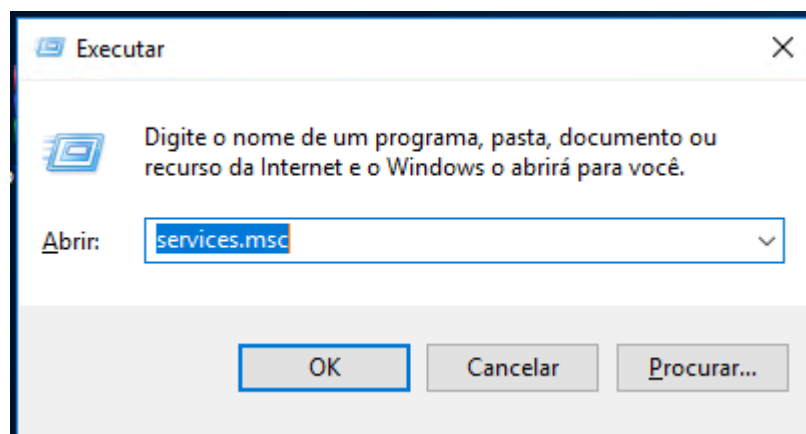 Executar
Digite o nome de um programa, pasta, documento ou
recurso da Internet e o Windows o abrirá para você.
Abrir: services.msc
OK Cancelar Procurar...